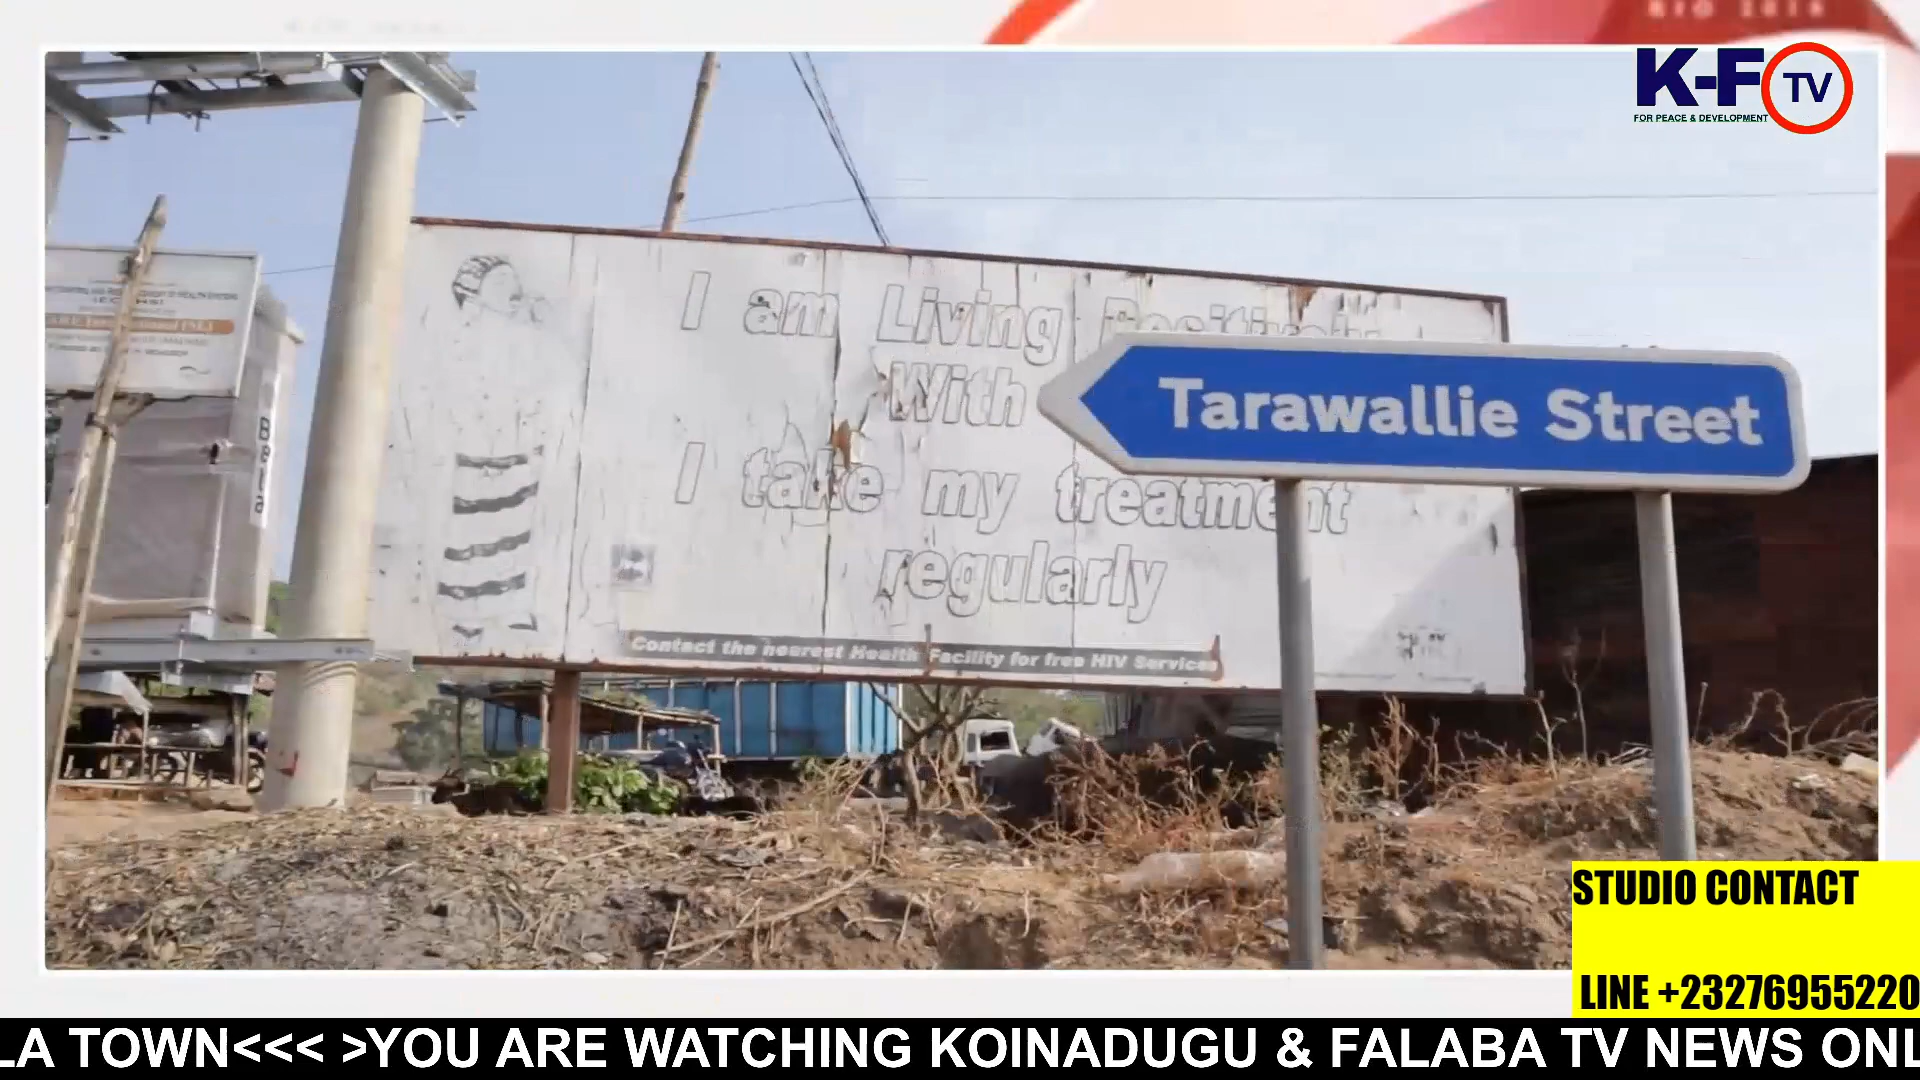 K-F TV
FOR PEACE & DEVELOPMENT
I am Living Positively
With
I take my treatment
regularly
Contact the nearest Health Facility for free HIV Services
Tarawallie Street
STUDIO CONTACT
LINE +23276955220
LA TOWN<<< >YOU ARE WATCHING KOINADUGU & FALABA TV NEWS ONL